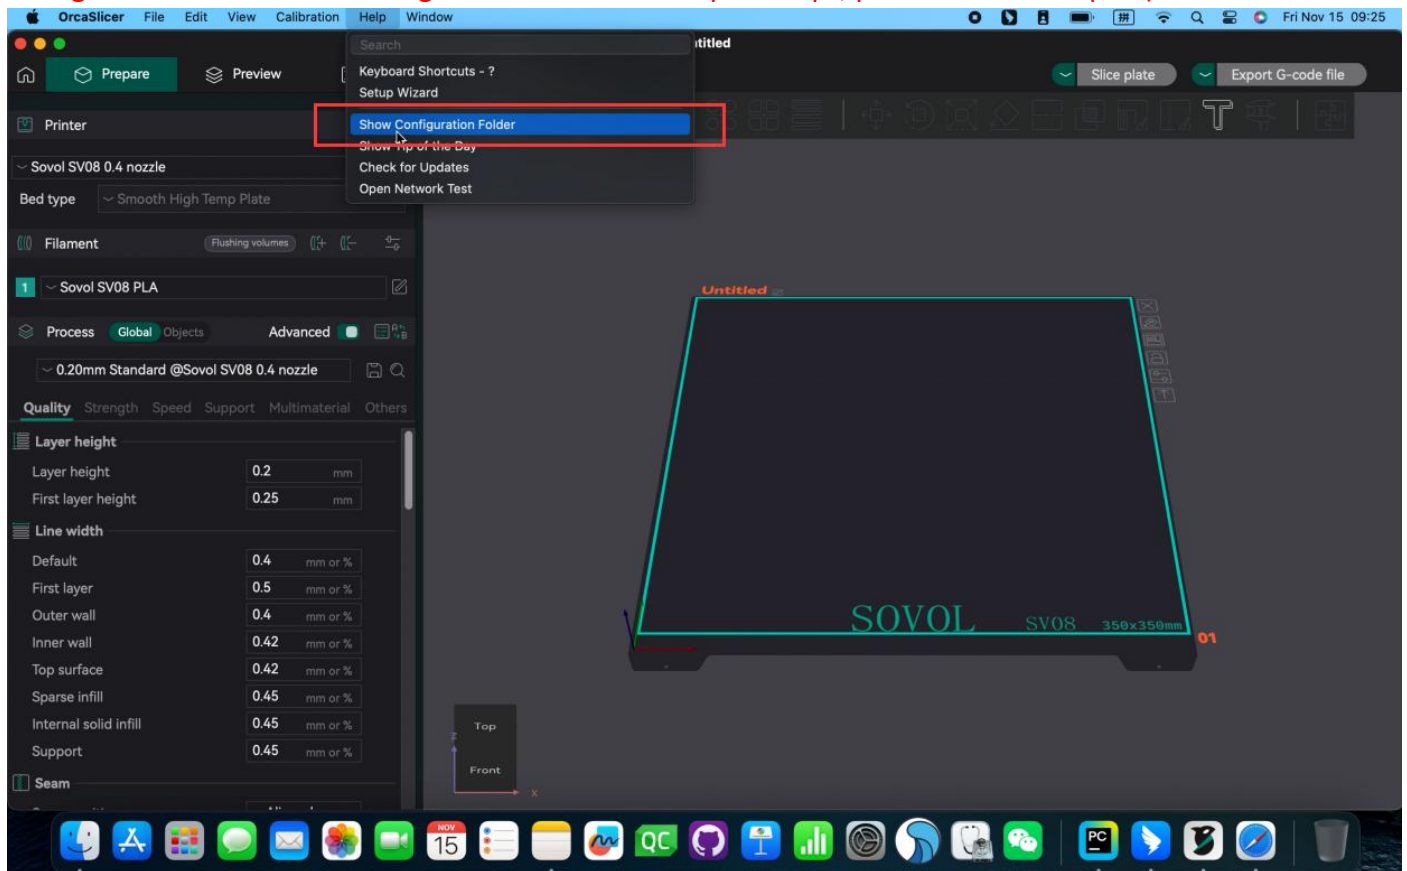 OrcaSlicer File Edit View Calibration Help Window
Fri Nov 15 09:25
Search
Keyboard Shortcuts - ?
Setup Wizard
Show Configuration Folder
Show Tip of the Day
Check for Updates
Open Network Test
Prepare
Preview
Slice plate
Export G-code file
Printer
Sovol SV08 0.4 nozzle
Bed type Smooth High Temp Plate
Filament Flushing volumes
1 Sovol SV08 PLA
Process Global Objects Advanced
0.20mm Standard @Sovol SV08 0.4 nozzle
Quality Strength Speed Support Multimaterial Others
Layer height
Layer height 0.2 mm
First layer height 0.25 mm
Line width
Default 0.4 mm or %
First layer 0.5 mm or %
Outer wall 0.4 mm or %
Inner wall 0.42 mm or %
Top surface 0.42 mm or %
Sparse infill 0.45 mm or %
Internal solid infill 0.45 mm or %
Support 0.45 mm or %
Seam
Untitled
SOVOL SV08 350x350mm
01
Top
Front
z
x
NOV
15
QC
PC